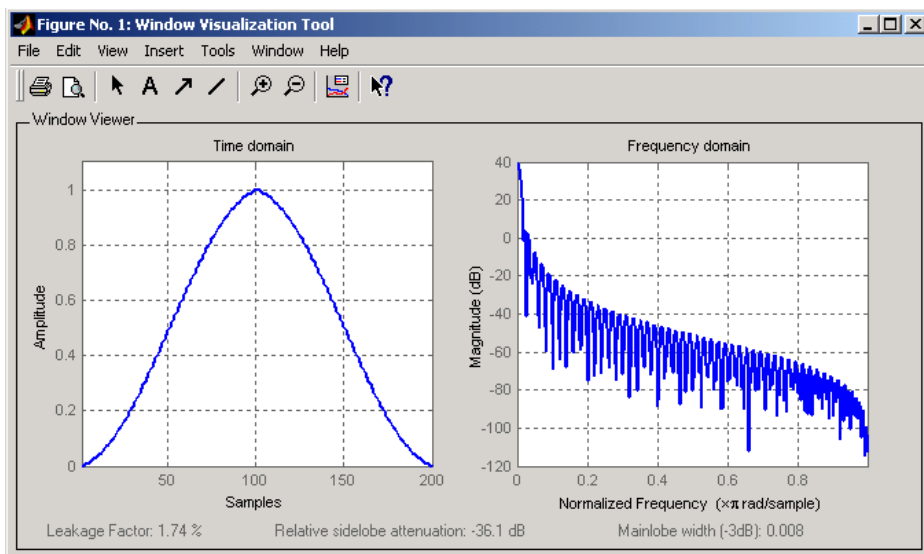 Figure No. 1: Window Visualization Tool
File Edit View Insert Tools Window Help
A
Window Viewer
Time domain
Amplitude
1
0.8
0.6
0.4
0.2
0
50 100 150 200
Samples
Frequency domain
Magnitude (dB)
40
20
0
-20
-40
-60
-80
-100
-120
0 0.2 0.4 0.6 0.8
Normalized Frequency (×π rad/sample)
Leakage Factor: 1.74 % Relative sidelobe attenuation: -36.1 dB Mainlobe width (-3dB): 0.008